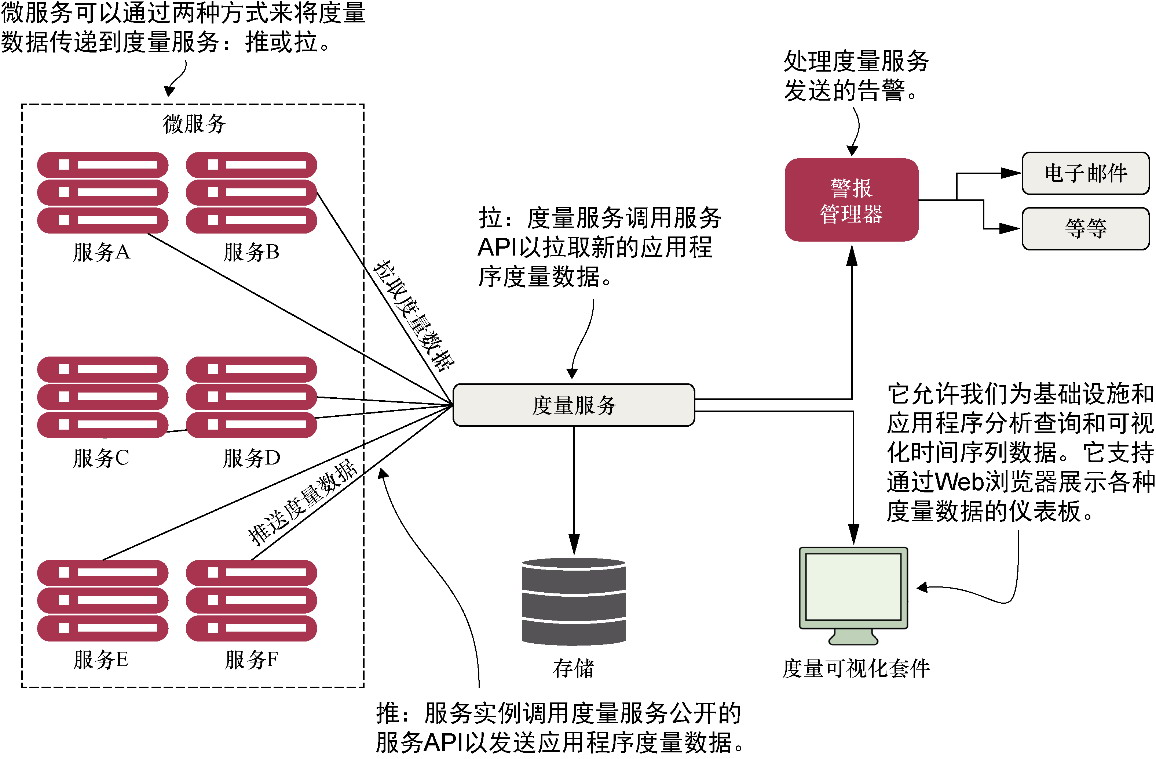 微服务可以通过两种方式来将度量
数据传递到度量服务：推或拉。
处理度量服务
发送的告警。
微服务
服务A
服务B
警报
管理器
电子邮件
等等
拉：度量服务调用服务
API以拉取新的应用程
序度量数据。
拉取度量数据
服务C
服务D
度量服务
它允许我们为基础设施和
应用程序分析查询和可视
化时间序列数据。它支持
通过Web浏览器展示各种
度量数据的仪表板。
推送度量数据
服务E
服务F
存储
度量可视化套件
推：服务实例调用度量服务公开的
服务API以发送应用程序度量数据。